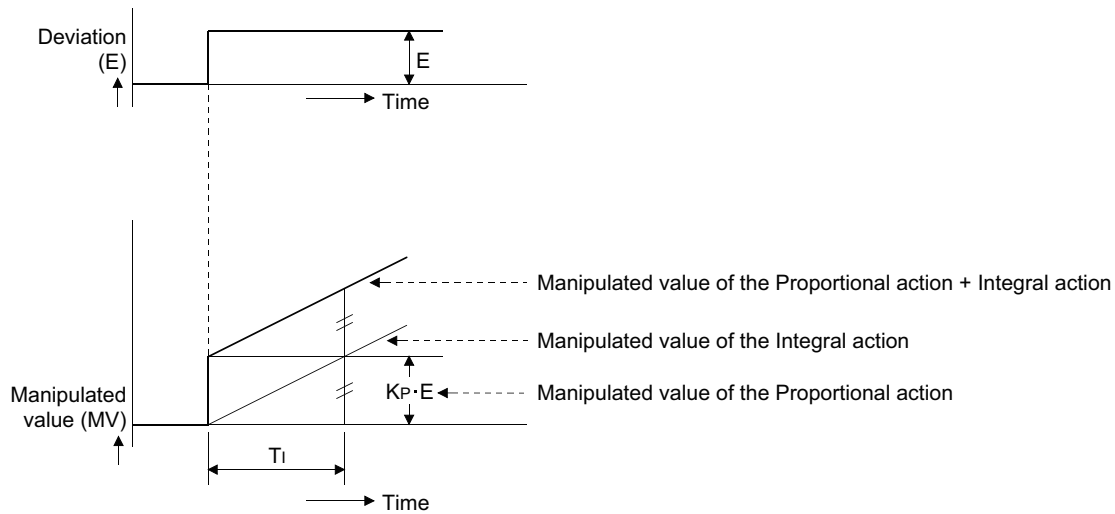 Deviation
(E)
E
Time
Manipulated value of the Proportional action + Integral action
Manipulated value of the Integral action
KP·E
Manipulated value of the Proportional action
Manipulated
value (MV)
TI
Time